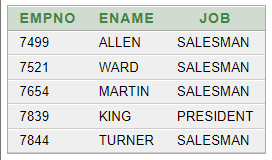 EMPNO ENAME JOB
7499 ALLEN SALESMAN
7521 WARD SALESMAN
7654 MARTIN SALESMAN
7839 KING PRESIDENT
7844 TURNER SALESMAN